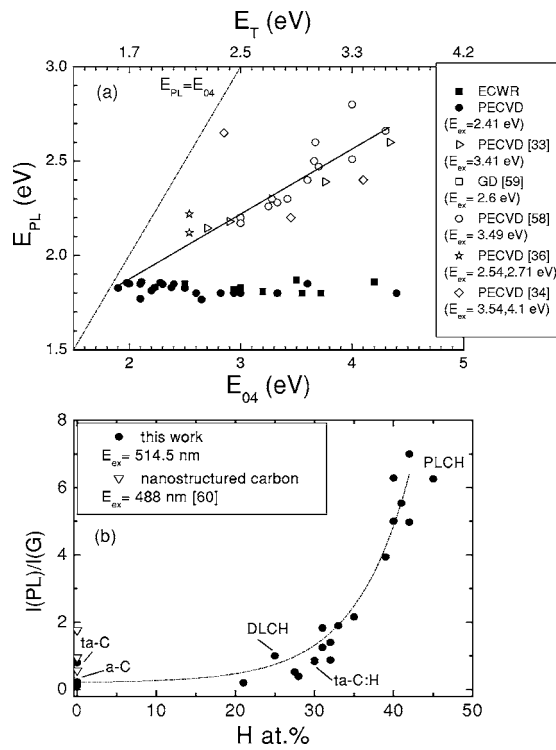 E_T (eV)
1.7 2.5 3.3 4.2
3.0
(a)
E_PL=E_04
2.5
2.0
1.5
E_PL (eV)
2 3 4 5
E_04 (eV)
ECWR
PECVD
(E_ex=2.41 eV)
PECVD [33]
(E_ex=3.41 eV)
GD [59]
(E_ex= 2.6 eV)
PECVD [58]
(E_ex= 3.49 eV)
PECVD [36]
(E_ex= 2.54,2.71 eV)
PECVD [34]
(E_ex= 3.54,4.1 eV)
8
6
4
2
0
I(PL)/I(G)
this work
E_ex= 514.5 nm
nanostructured carbon
E_ex= 488 nm [60]
(b)
PLCH
DLCH
ta-C
a-C
ta-C:H
0 10 20 30 40 50
H at.%